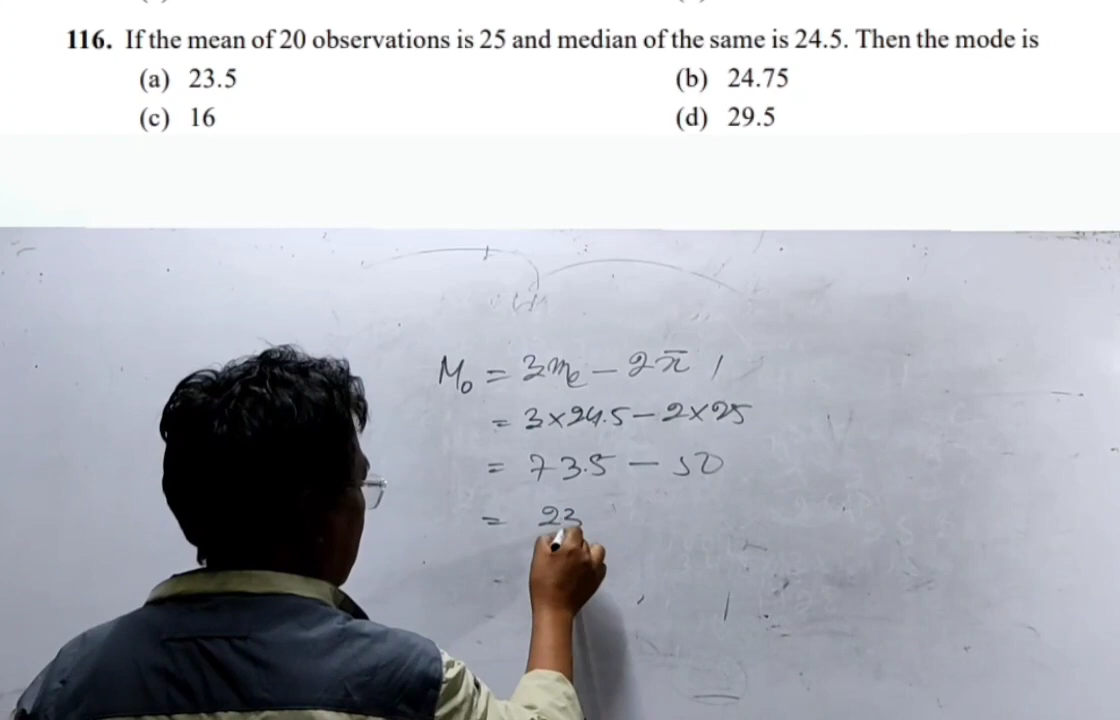 116. If the mean of 20 observations is 25 and median of the same is 24.5. Then the mode is
(a) 23.5
(b) 24.75
(c) 16
(d) 29.5
M₀ = 3Me − 2x̄
= 3×24.5 − 2×25
= 73.5 − 50
= 23